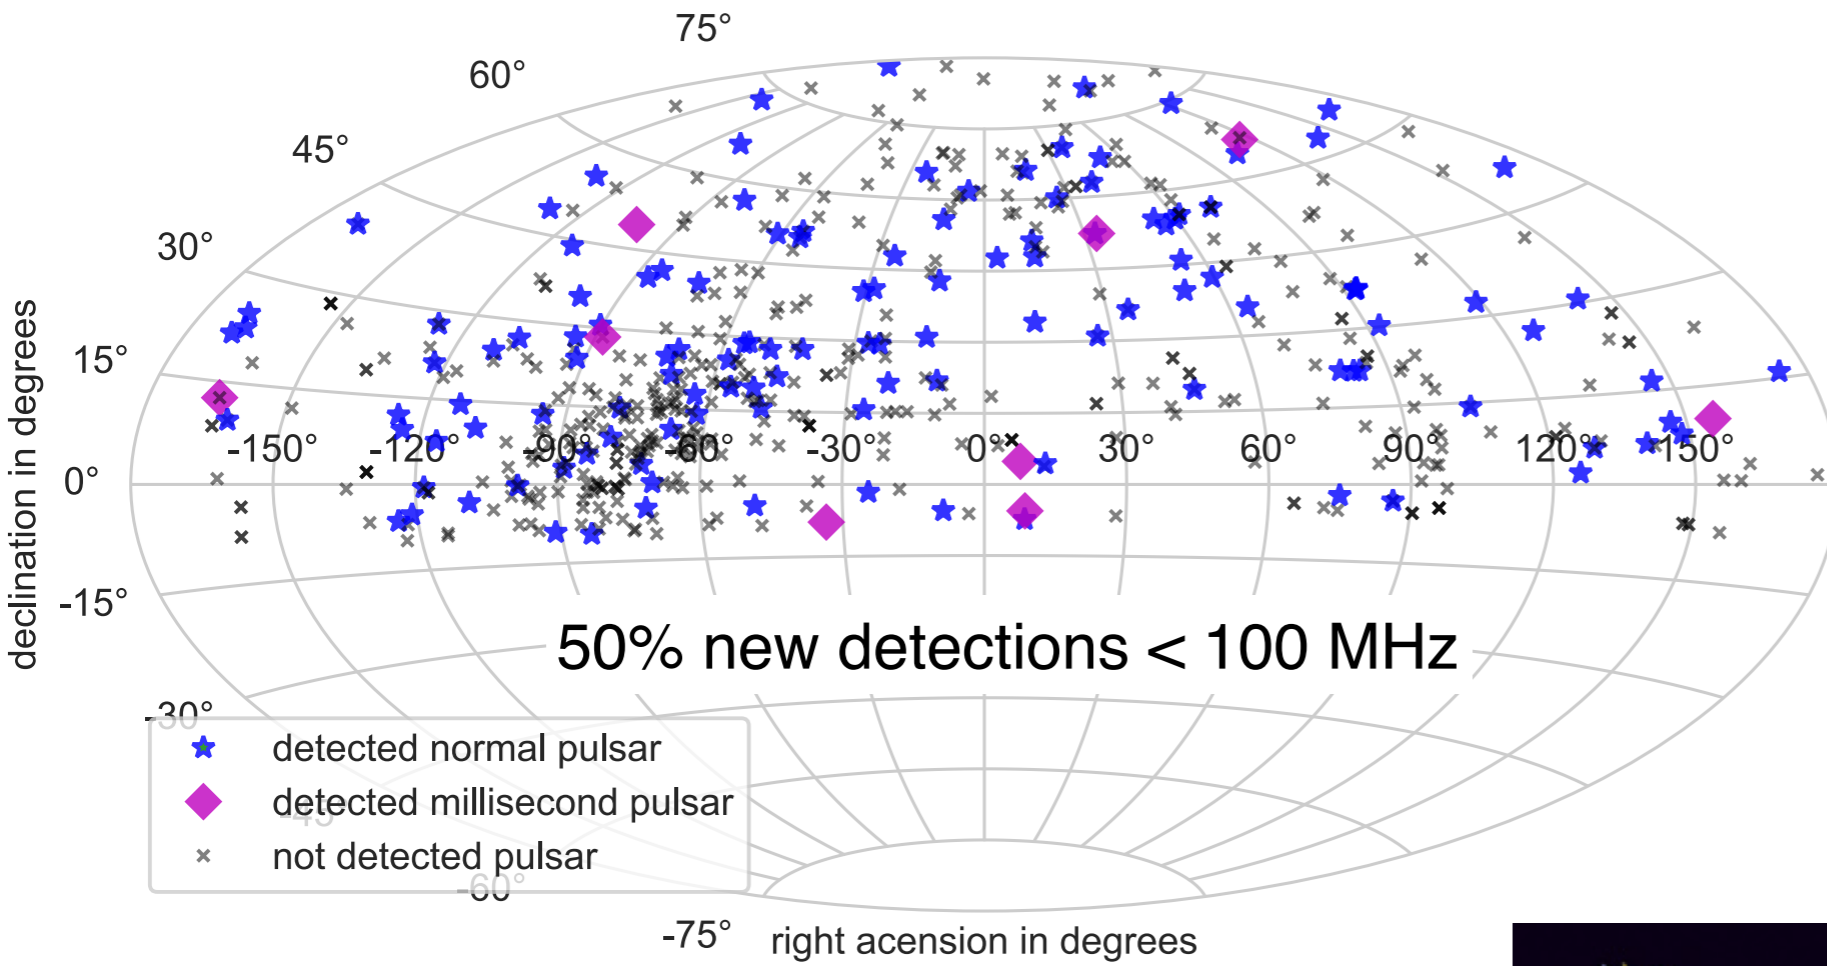 75°
60°
45°
30°
15°
-150° -120° -90° -60° -30° 0° 30° 60° 90° 120° 150°
0°
-15°
declination in degrees
50% new detections < 100 MHz
-30°
detected normal pulsar
detected millisecond pulsar
-45°
not detected pulsar
-60°
-75°
right acension in degrees